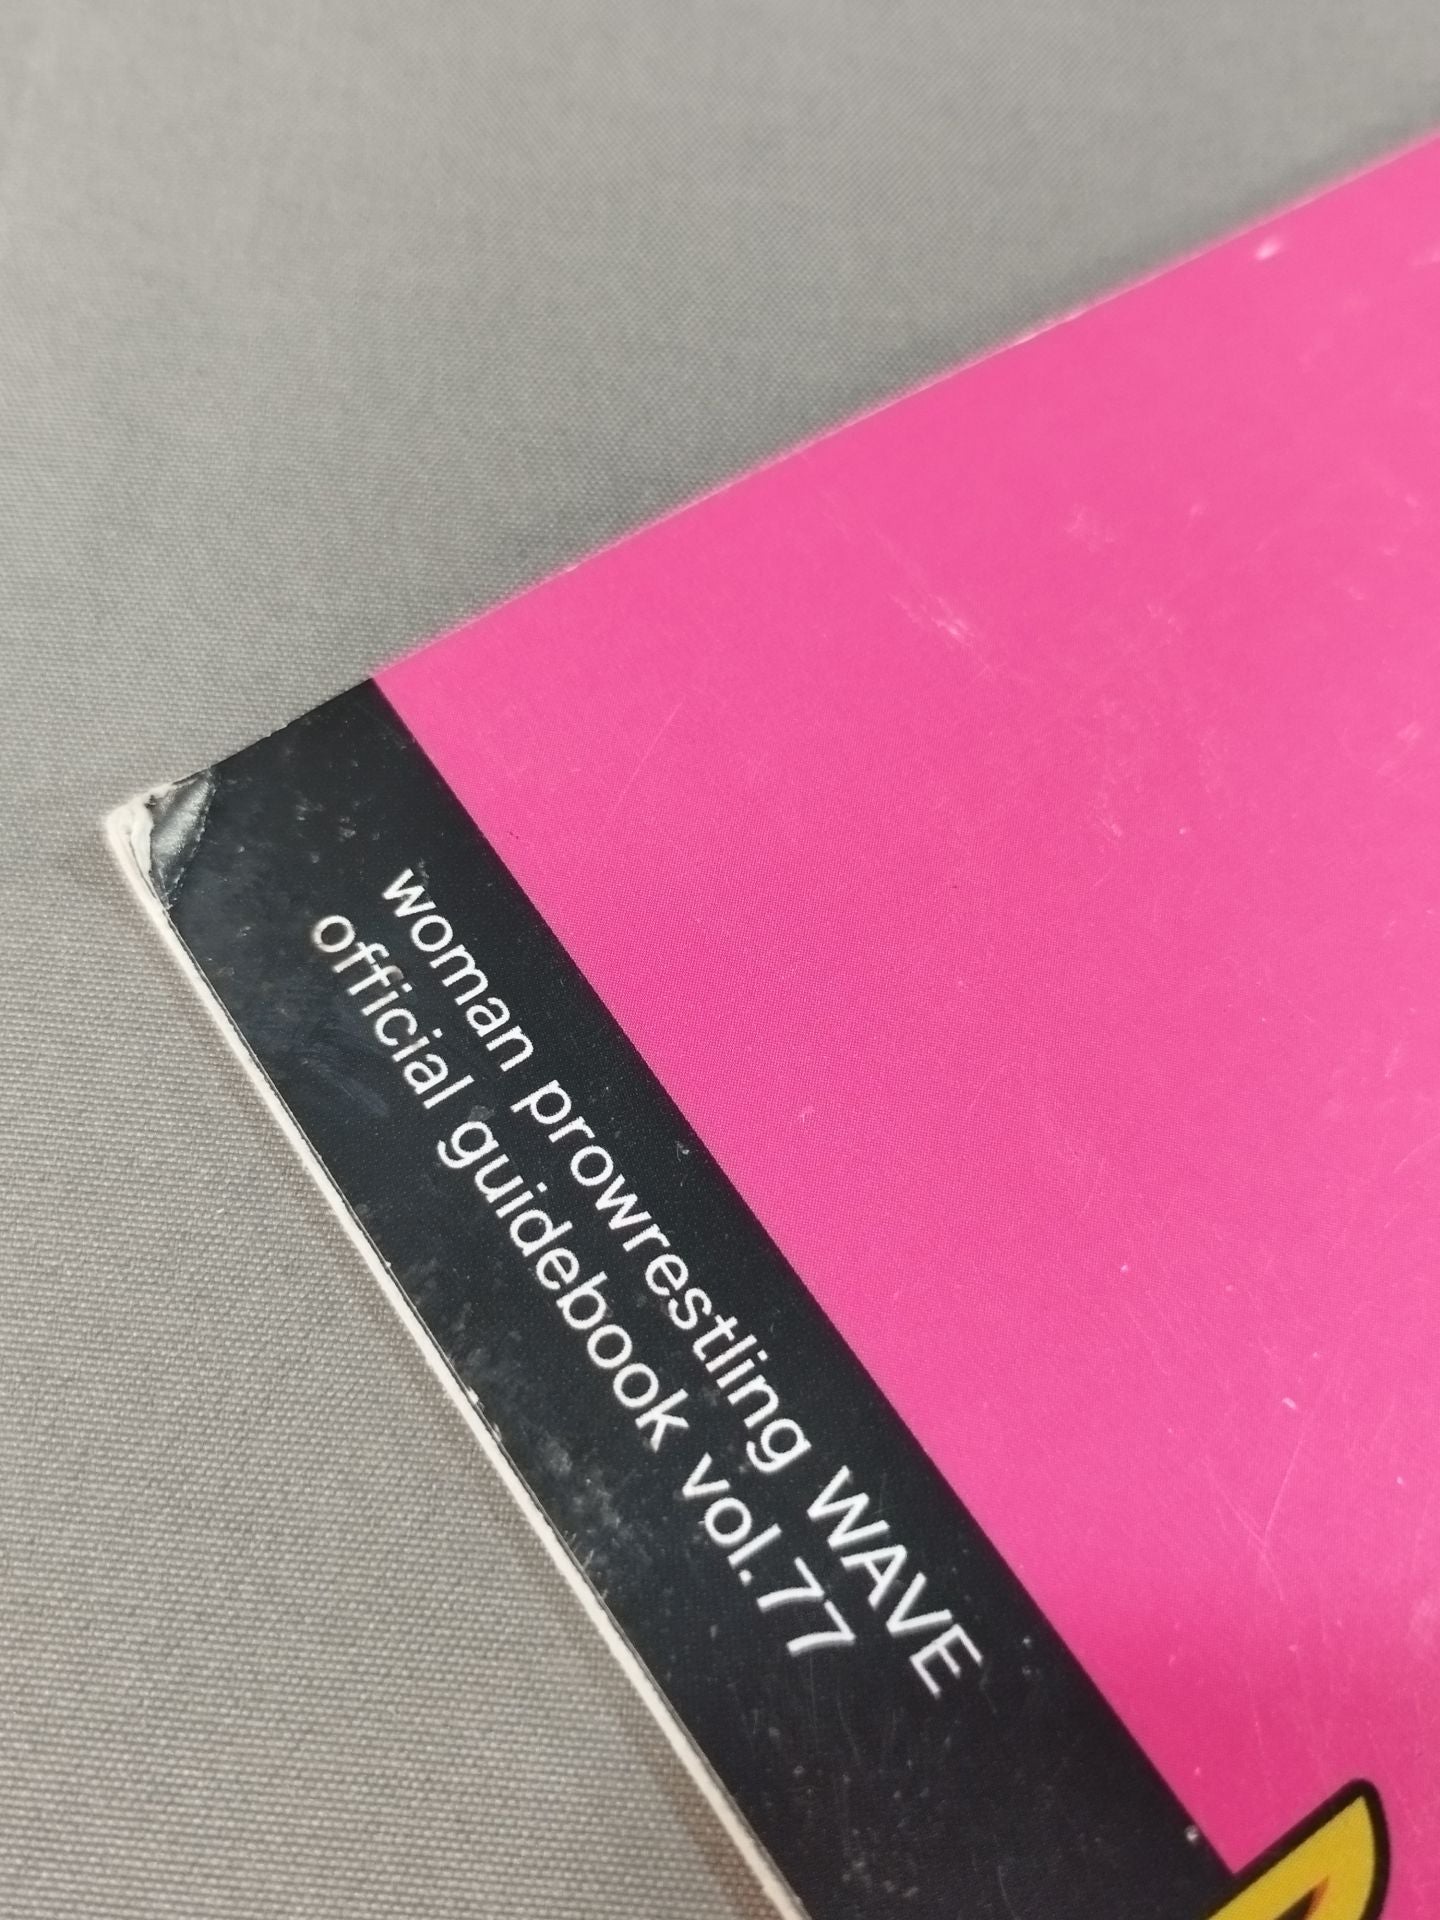 woman prowrestling WAVE
official guidebook vol.77